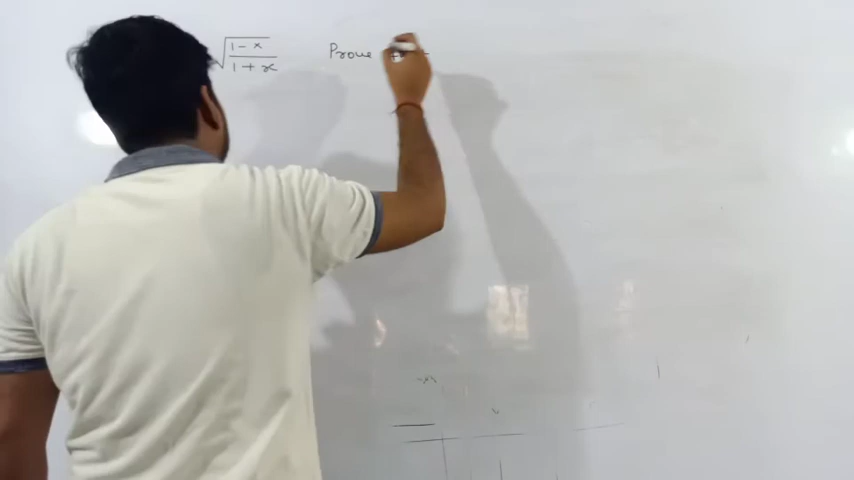 √((1 - x)/(1 + x)) Prove